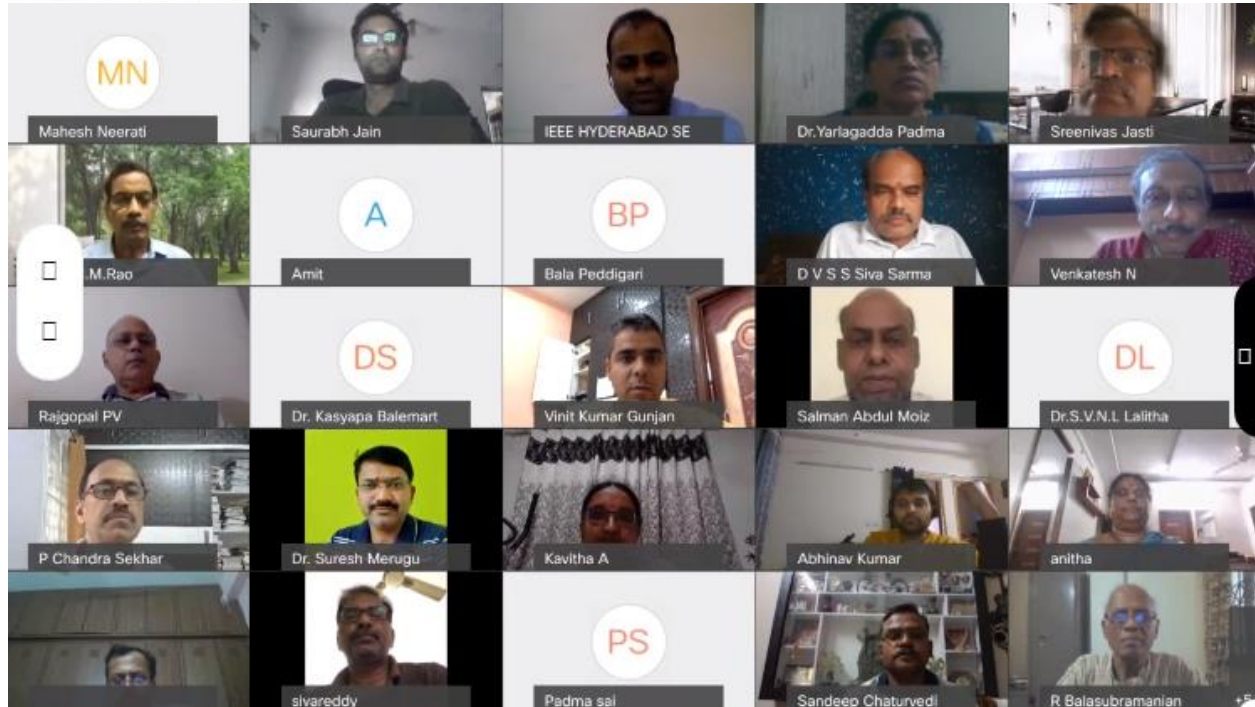 MN
Mahesh Neerati
Saurabh Jain
IEEE HYDERABAD SE
Dr.Yarlagadda Padma
Sreenivas Jasti
.M.Rao
A
Amit
BP
Bala Peddigari
D V S S Siva Sarma
Venkatesh N
Rajgopal PV
DS
Dr. Kasyapa Balemart
Vinit Kumar Gunjan
Salman Abdul Moiz
DL
Dr.S.V.N.L Lalitha
P Chandra Sekhar
Dr. Suresh Merugu
Kavitha A
Abhinav Kumar
anitha
sivareddy
PS
Padma sai
Sandeep Chaturvedi
R Balasubramanian
+5